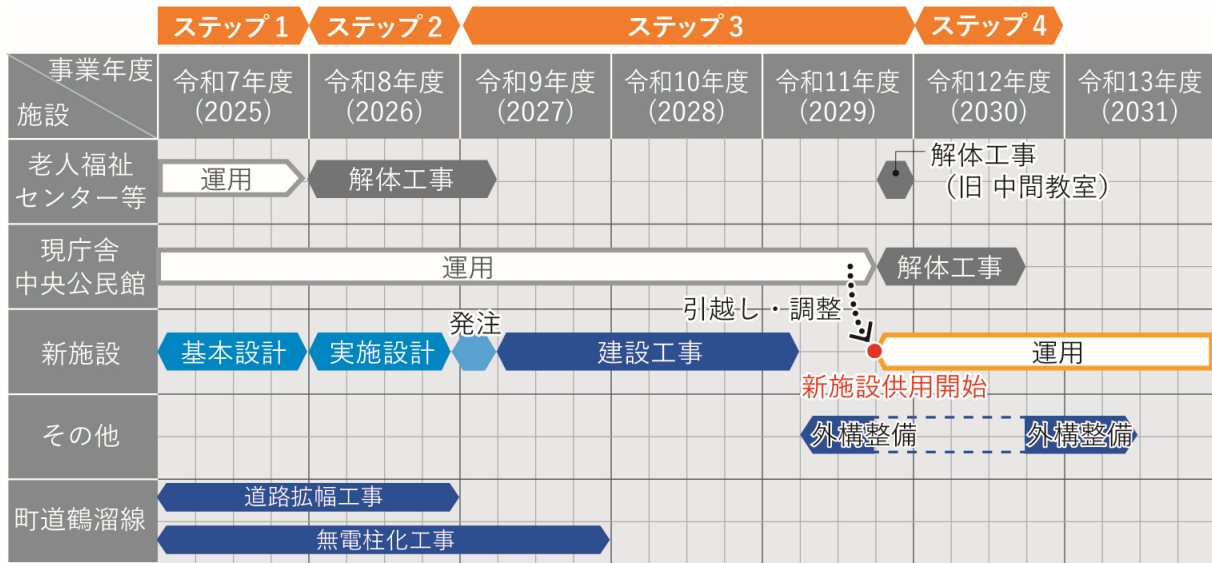 ステップ1
ステップ2
ステップ3
ステップ4
事業年度
施設
令和7年度
(2025)
令和8年度
(2026)
令和9年度
(2027)
令和10年度
(2028)
令和11年度
(2029)
令和12年度
(2030)
令和13年度
(2031)
老人福祉
センター等
運用
解体工事
解体工事
(旧 中間教室)
現庁舎
中央公民館
運用
解体工事
引越し・調整
新施設
基本設計
実施設計
発注
建設工事
運用
新施設供用開始
その他
外構整備
外構整備
町道鶴溜線
道路拡幅工事
無電柱化工事